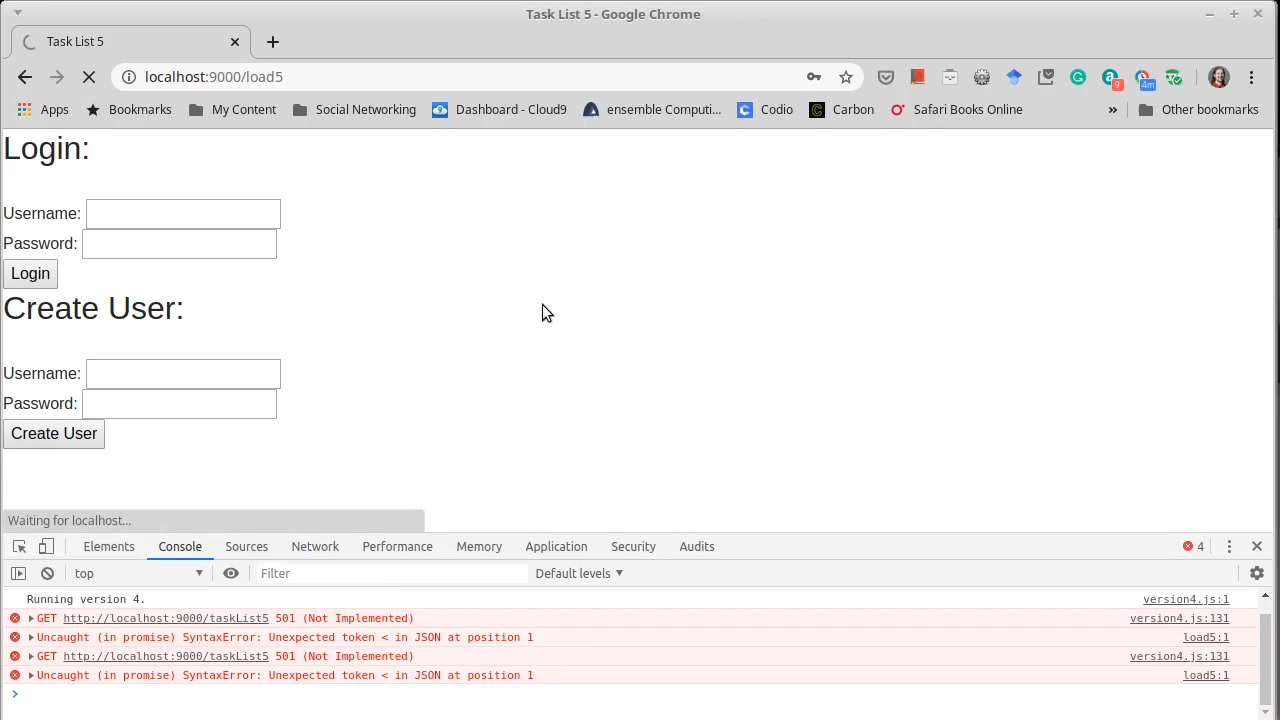 Task List 5 - Google Chrome
Task List 5
localhost:9000/load5
9
4m
Apps Bookmarks My Content Social Networking Dashboard - Cloud9 ensemble Computi... Codio Carbon Safari Books Online » Other bookmarks
Login:
Username:
Password:
Login
Create User:
Username:
Password:
Create User
Waiting for localhost...
Elements Console Sources Network Performance Memory Application Security Audits 4
top Filter Default levels
Running version 4. version4.js:1
GET http://localhost:9000/taskList5 501 (Not Implemented) version4.js:131
Uncaught (in promise) SyntaxError: Unexpected token < in JSON at position 1 load5:1
GET http://localhost:9000/taskList5 501 (Not Implemented) version4.js:131
Uncaught (in promise) SyntaxError: Unexpected token < in JSON at position 1 load5:1